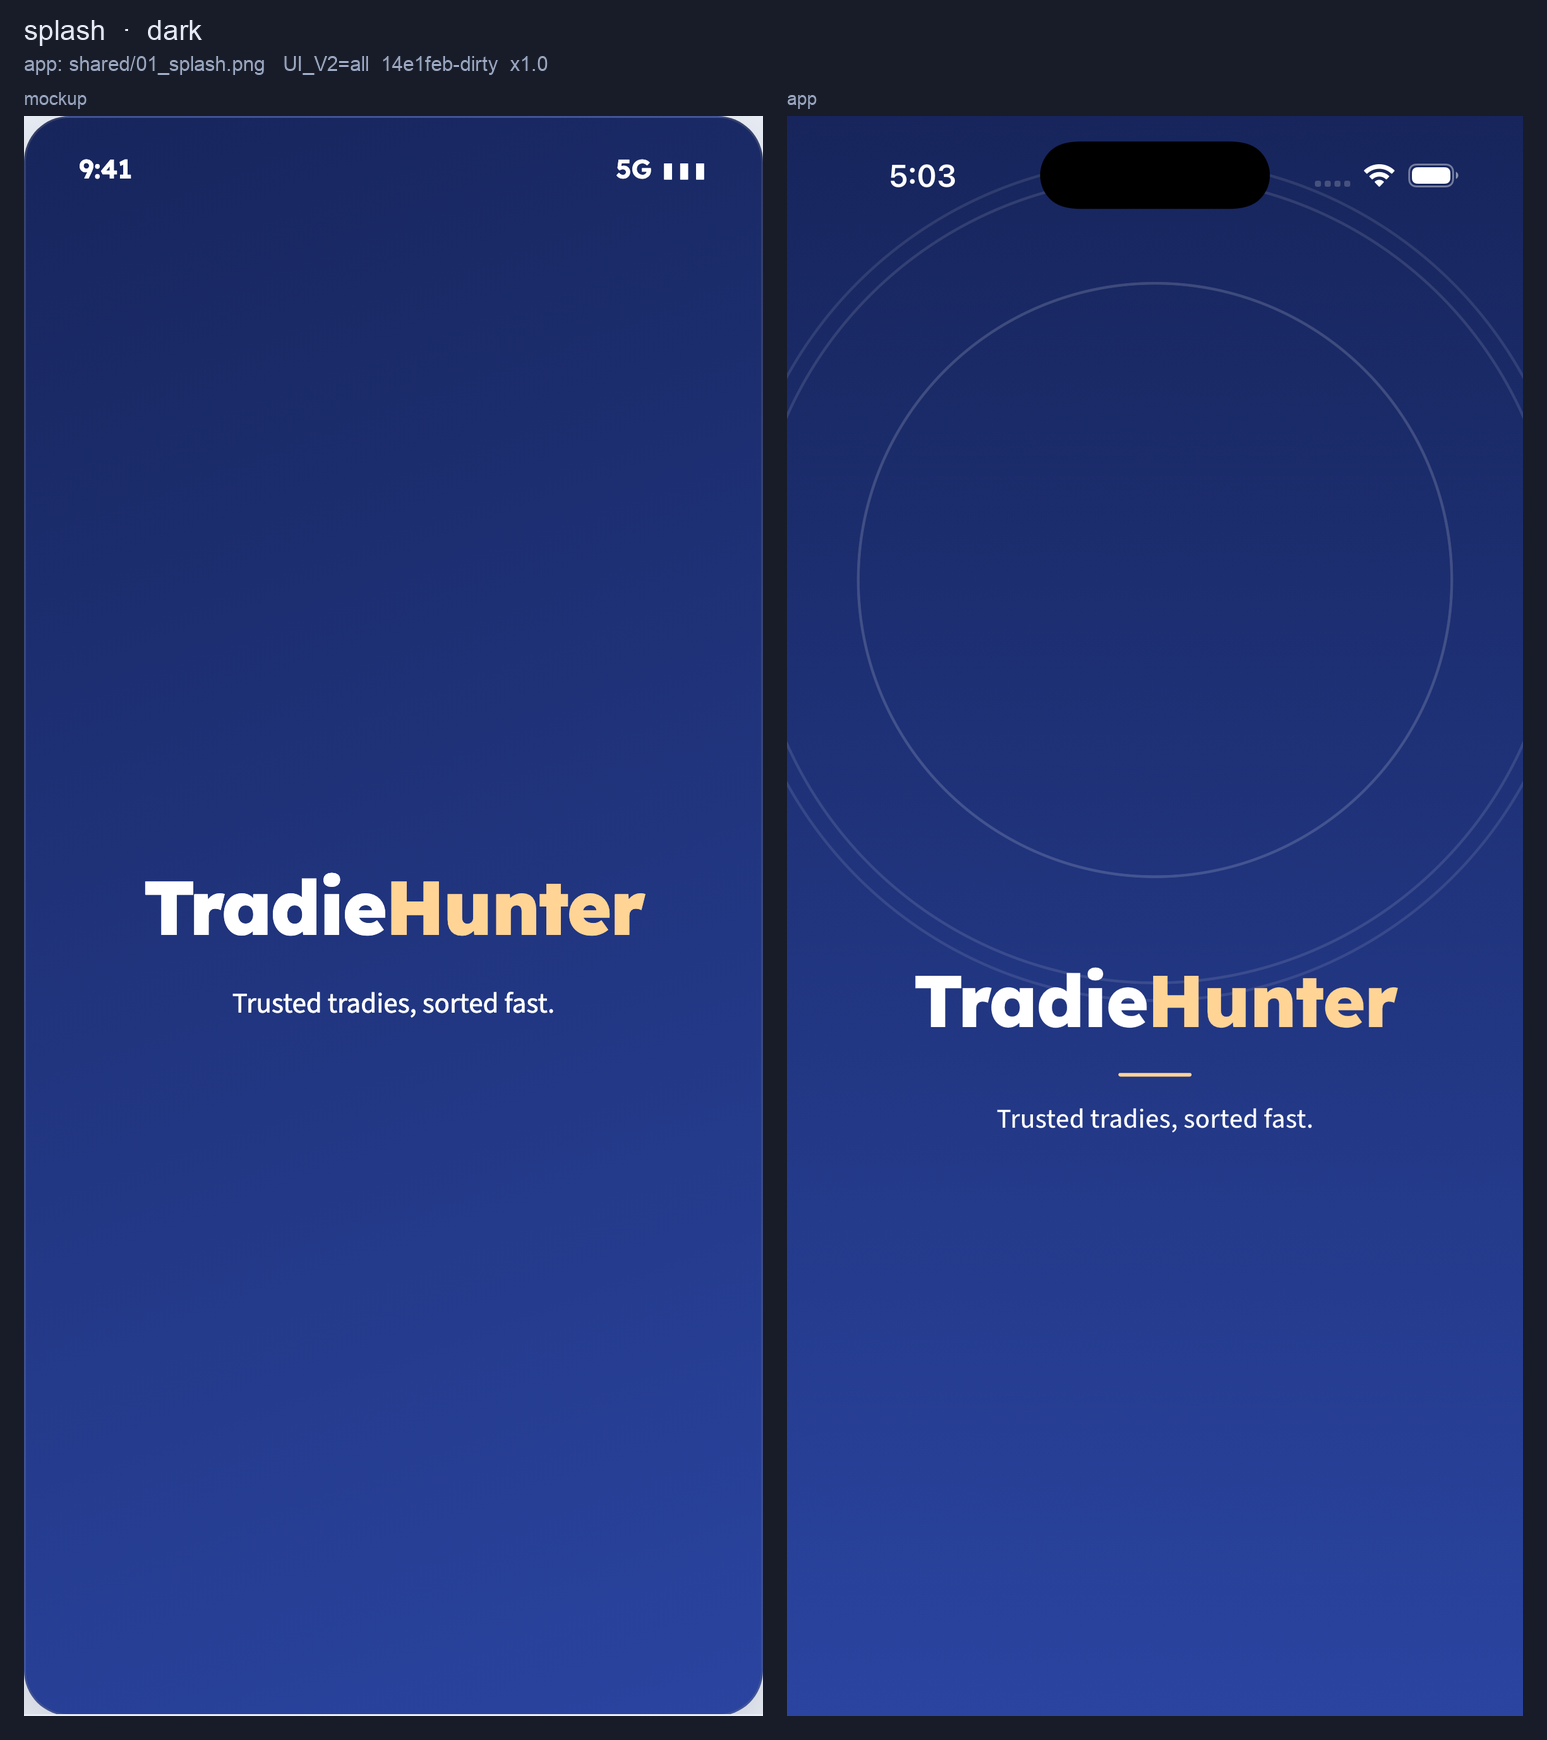 splash · dark
app: shared/01_splash.png UI_V2=all 14e1feb-dirty x1.0
mockup
app
9:41
5G
5:03
TradieHunter
Trusted tradies, sorted fast.
TradieHunter
Trusted tradies, sorted fast.